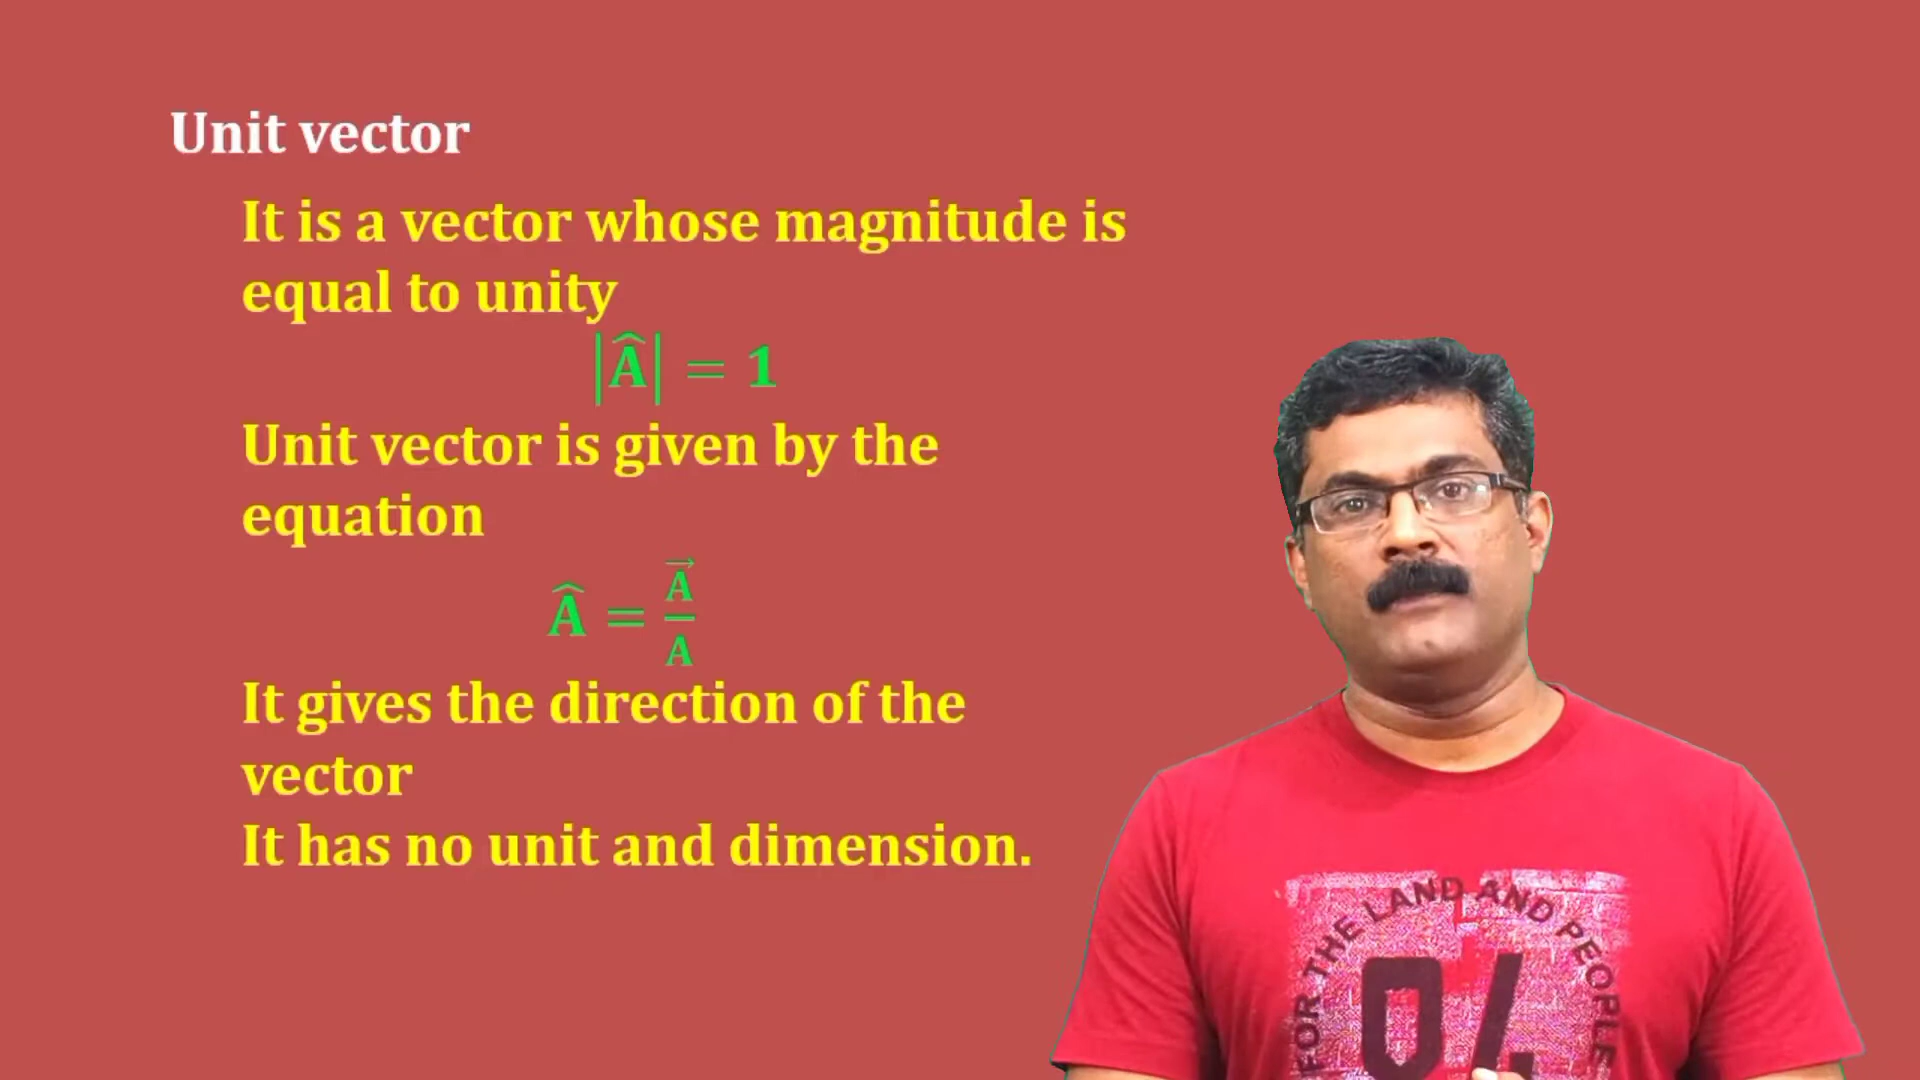 Unit vector
It is a vector whose magnitude is
equal to unity
|Â| = 1
Unit vector is given by the
equation
Â = A⃗/A
It gives the direction of the
vector
It has no unit and dimension.
FOR THE LAND AND PEOPLE